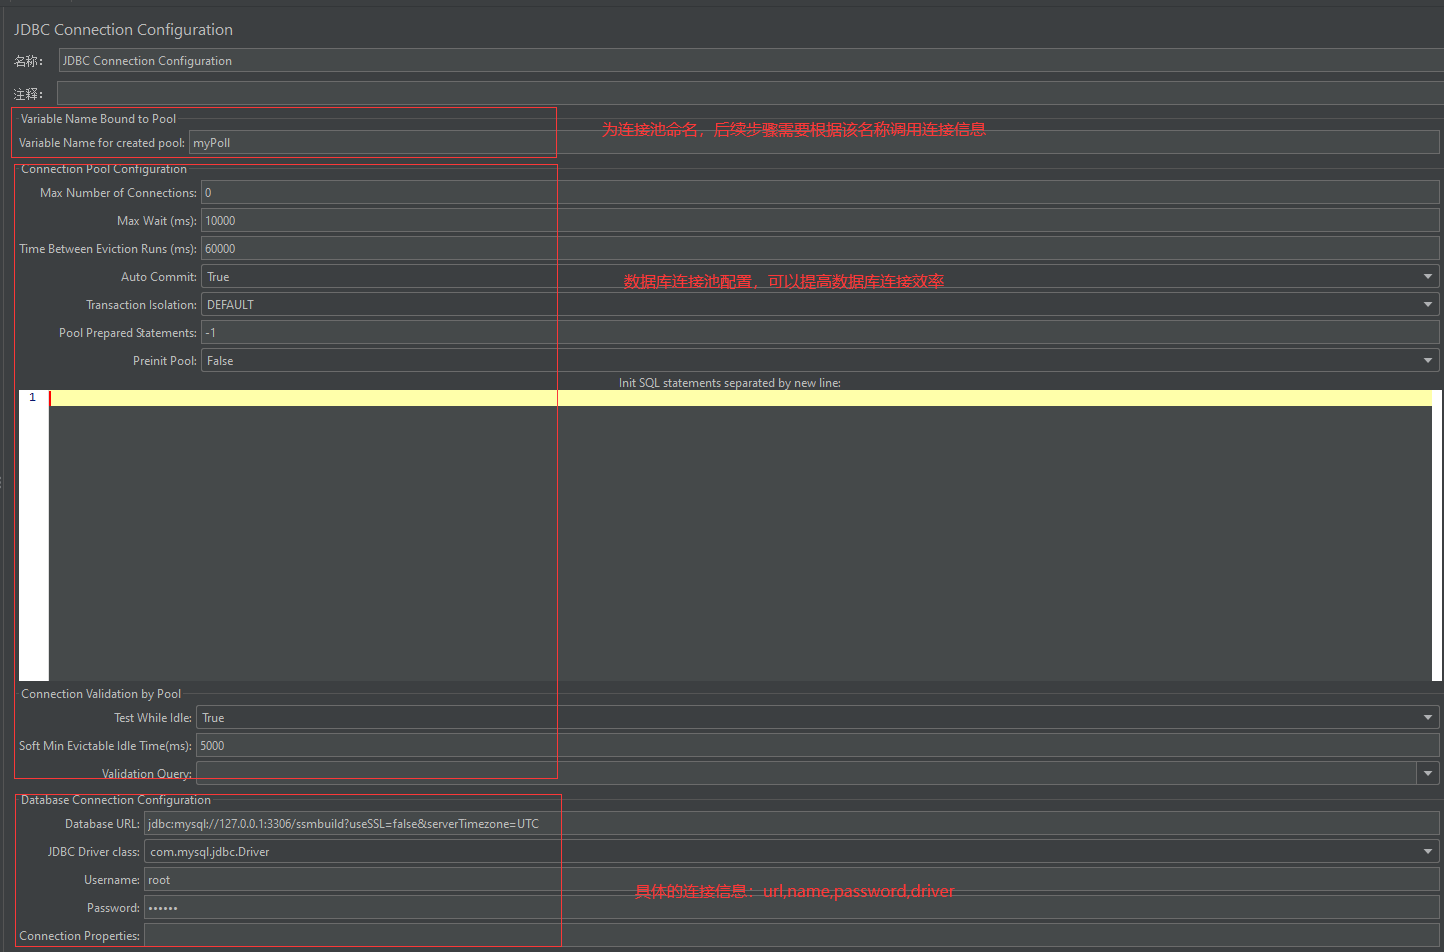 JDBC Connection Configuration
名称： JDBC Connection Configuration
注释：
Variable Name Bound to Pool
为连接池命名，后续步骤需要根据该名称调用连接信息
Variable Name for created pool: myPoll
Connection Pool Configuration
Max Number of Connections: 0
Max Wait (ms): 10000
Time Between Eviction Runs (ms): 60000
Auto Commit: True
数据库连接池配置，可以提高数据库连接效率
Transaction Isolation: DEFAULT
Pool Prepared Statements: -1
Preinit Pool: False
Init SQL statements separated by new line:
1
Connection Validation by Pool
Test While Idle: True
Soft Min Evictable Idle Time(ms): 5000
Validation Query:
Database Connection Configuration
Database URL: jdbc:mysql://127.0.0.1:3306/ssmbuild?useSSL=false&serverTimezone=UTC
JDBC Driver class: com.mysql.jdbc.Driver
Username: root
具体的连接信息：url,name,password,driver
Password: ••••••
Connection Properties: